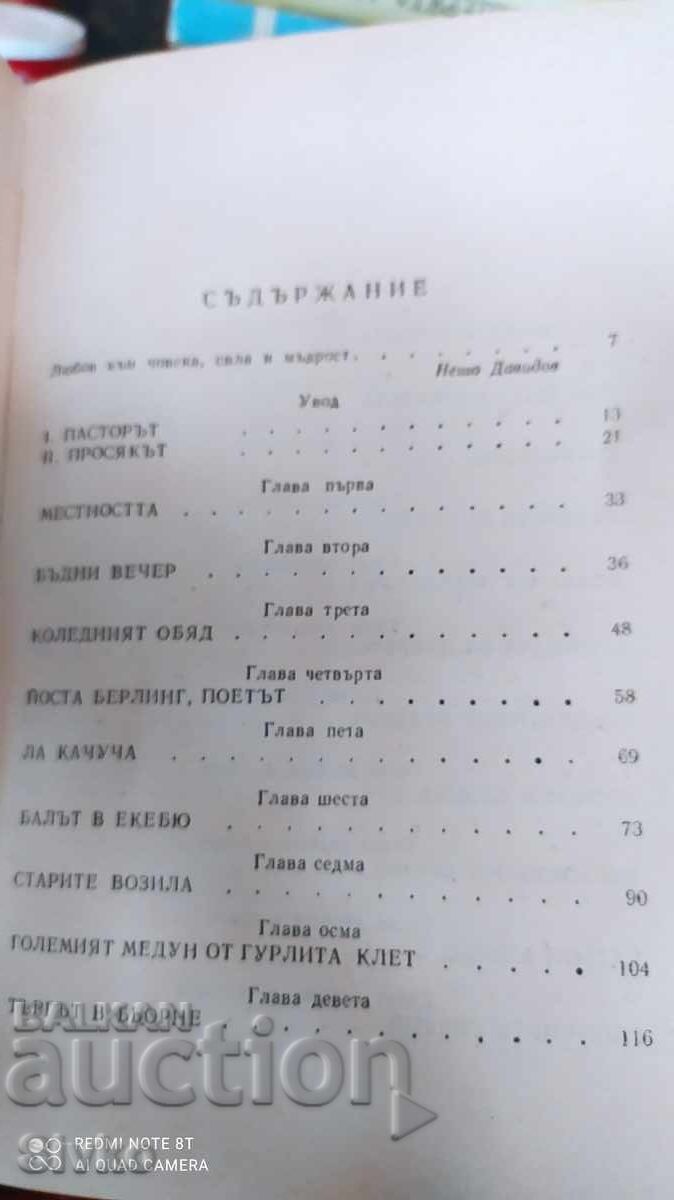 СЪДЪРЖАНИЕ
Любов към човека, сила и мъдрост. . . . . . . 7
Нешо Давидов
Увод
I. ПАСТОРЪТ . . . . . . . . . . . . 13
II. ПРОСЯКЪТ . . . . . . . . . . . . 21
Глава първа
МЕСТНОСТТА . . . . . . . . . . . . . . 33
Глава втора
БЪДНИ ВЕЧЕР . . . . . . . . . . . . . 36
Глава трета
КОЛЕДНИЯТ ОБЯД . . . . . . . . . . . . 48
Глава четвърта
ЙОСТА БЕРЛИНГ, ПОЕТЪТ . . . . . . . . . 58
Глава пета
ЛА КАЧУЧА . . . . . . . . . . . . . . 69
Глава шеста
БАЛЪТ В ЕКЕБЮ . . . . . . . . . . . . . 73
Глава седма
СТАРИТЕ ВОЗИЛА . . . . . . . . . . . . 90
Глава осма
ГОЛЕМИЯТ МЕДУН ОТ ГУРЛИТА КЛЕТ . . . . . 104
Глава девета
ТЪРГЪТ В БЬОРНЕ . . . . . . . . . . . . 116
BALKAN
auction
REDMI NOTE 8T
AI QUAD CAMERA